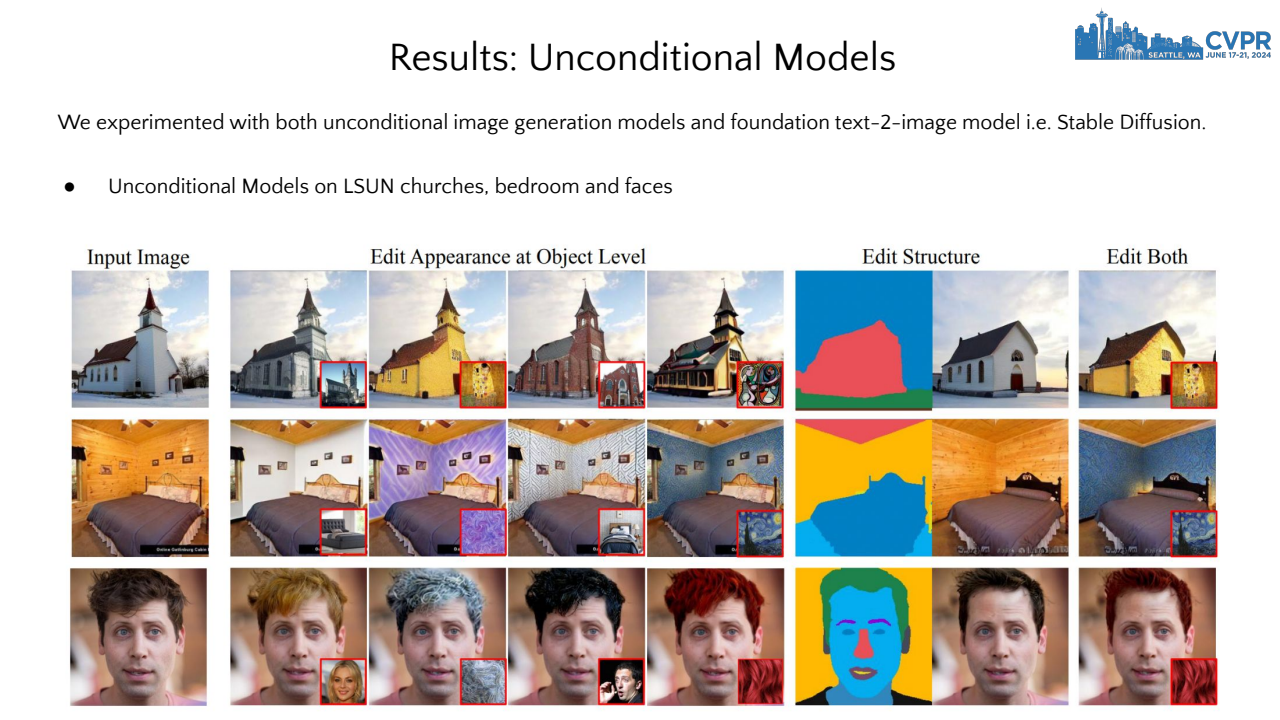 Results: Unconditional Models
CVPR
SEATTLE, WA JUNE 17-21, 2024
We experimented with both unconditional image generation models and foundation text-2-image model i.e. Stable Diffusion.
● Unconditional Models on LSUN churches, bedroom and faces
Input Image Edit Appearance at Object Level Edit Structure Edit Both